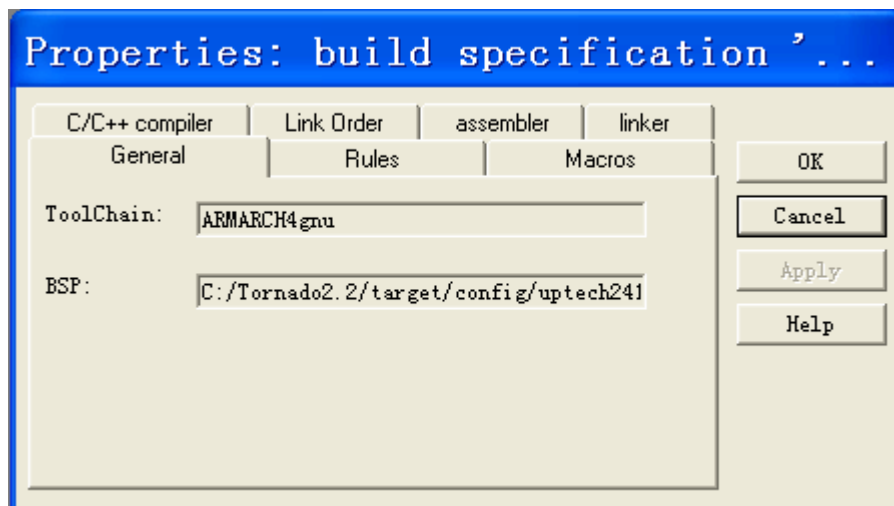 Properties: build specification '...
C/C++ compiler
Link Order
assembler
linker
General
Rules
Macros
ToolChain:
ARMARCH4gnu
BSP:
C:/Tornado2.2/target/config/uptech241
OK
Cancel
Apply
Help